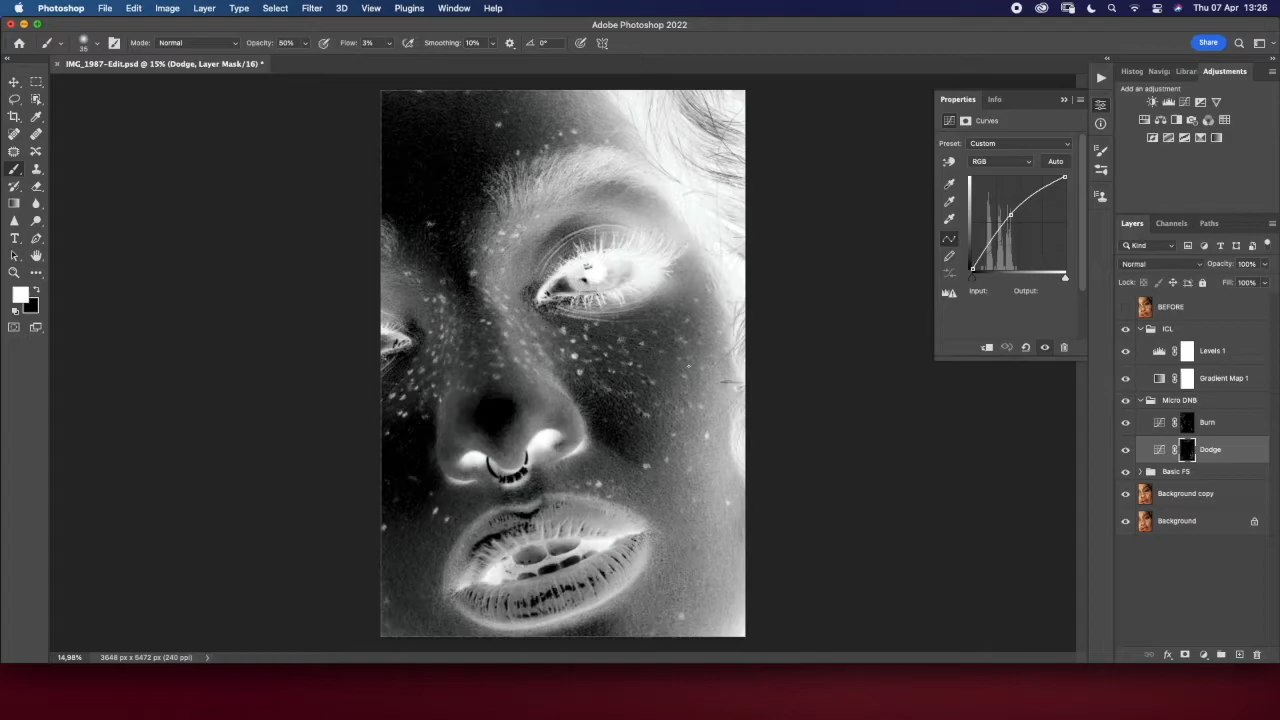 Photoshop File Edit Image Layer Type Select Filter 3D View Plugins Window Help Thu 07 Apr 13:26
Adobe Photoshop 2022
35 Mode: Normal Opacity: 50% Flow: 3% Smoothing: 10% 0° Share
× IMG_1987-Edit.psd @ 15% (Dodge, Layer Mask/16) *
Histog Naviga Librar Adjustments
Add an adjustment
Properties Info
Curves
Preset: Custom
RGB Auto
Input: Output:
Layers Channels Paths
Kind
Normal Opacity: 100%
Lock: Fill: 100%
BEFORE
ICL
Levels 1
Gradient Map 1
Micro DNB
Burn
Dodge
Basic FS
Background copy
Background
14,98% 3648 px x 5472 px (240 ppi)